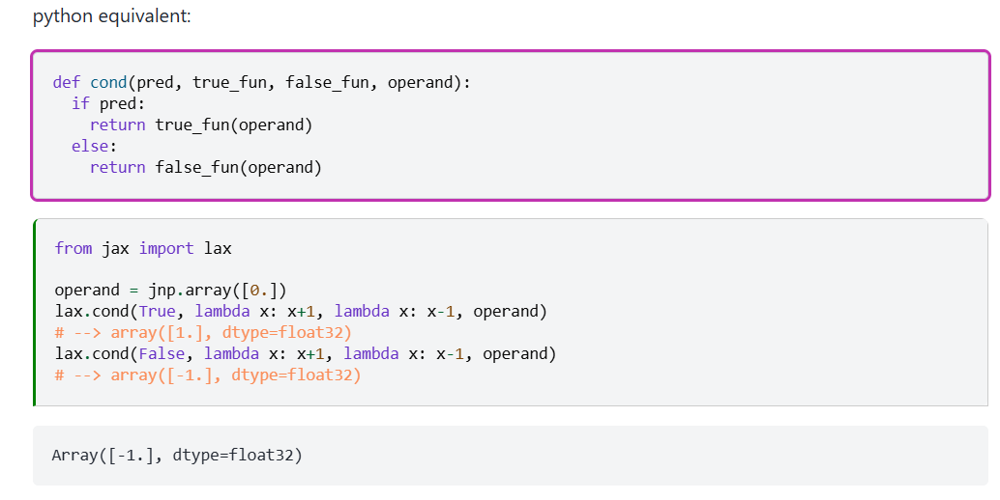 python equivalent:
def cond(pred, true_fun, false_fun, operand):
  if pred:
    return true_fun(operand)
  else:
    return false_fun(operand)
from jax import lax
operand = jnp.array([0.])
lax.cond(True, lambda x: x+1, lambda x: x-1, operand)
# --> array([1.], dtype=float32)
lax.cond(False, lambda x: x+1, lambda x: x-1, operand)
# --> array([-1.], dtype=float32)
Array([-1.], dtype=float32)